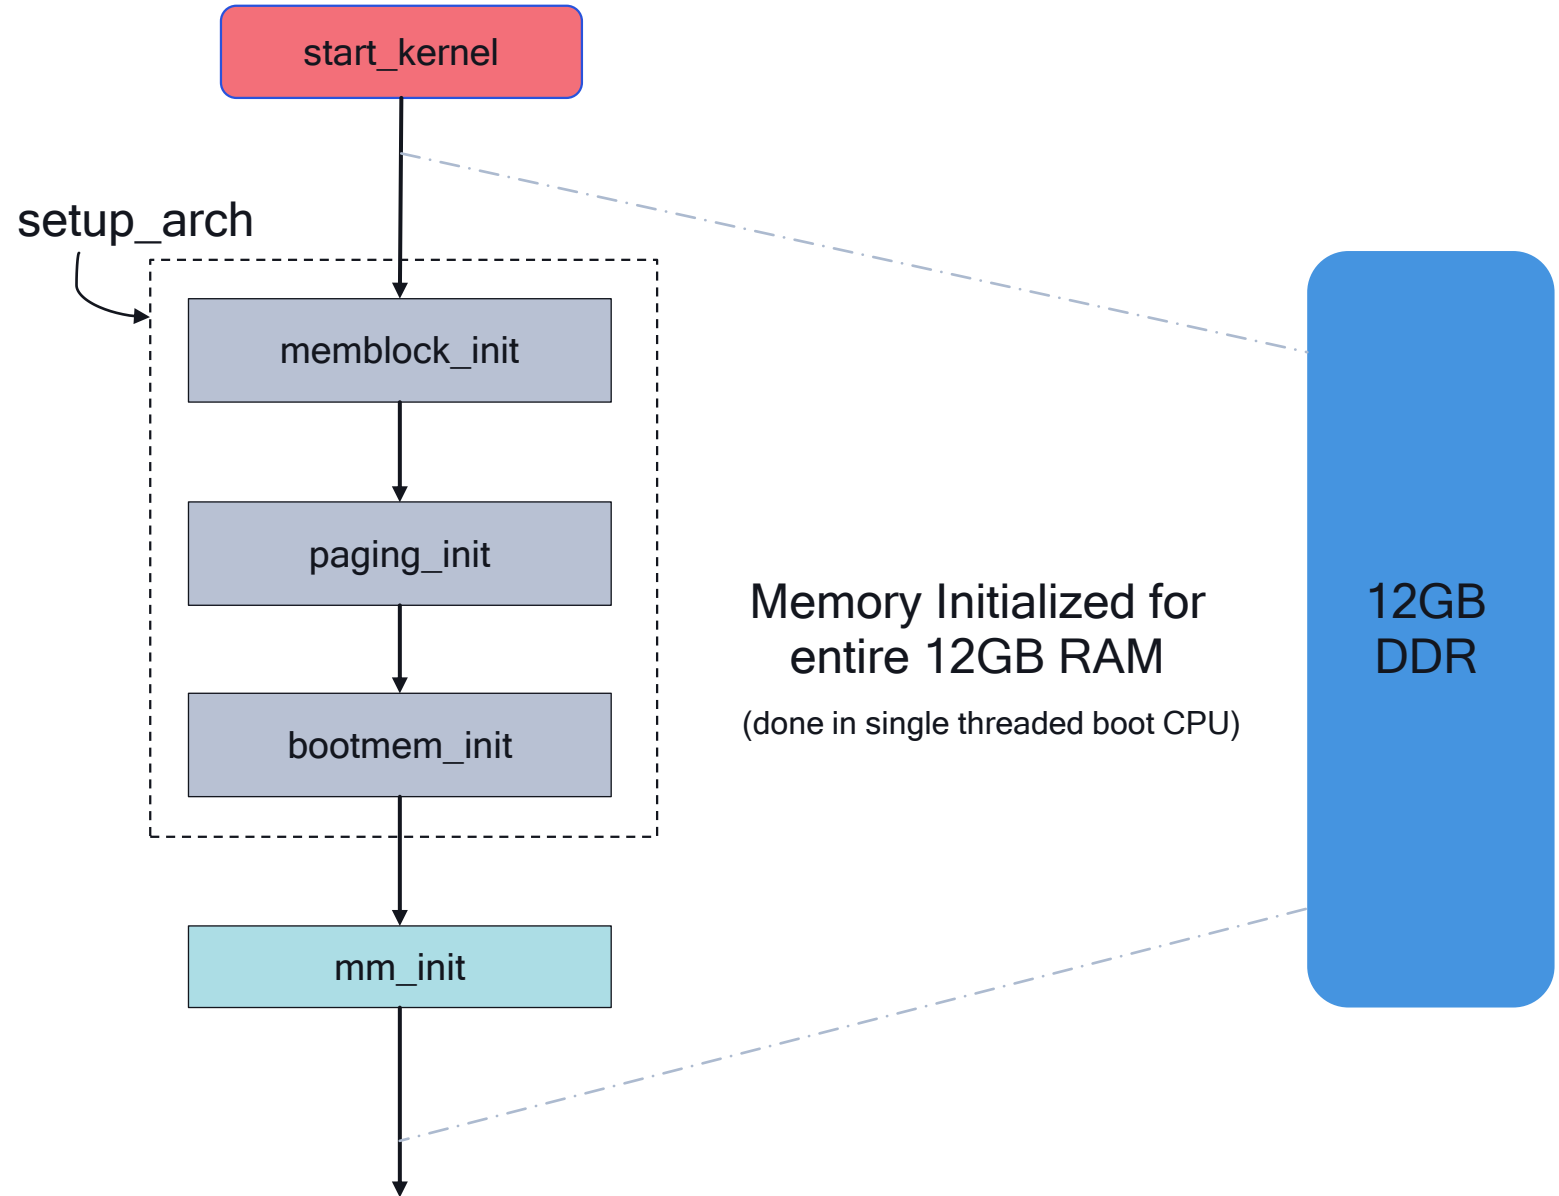 start_kernel
setup_arch
memblock_init
paging_init
bootmem_init
mm_init
Memory Initialized for
entire 12GB RAM
(done in single threaded boot CPU)
12GB
DDR